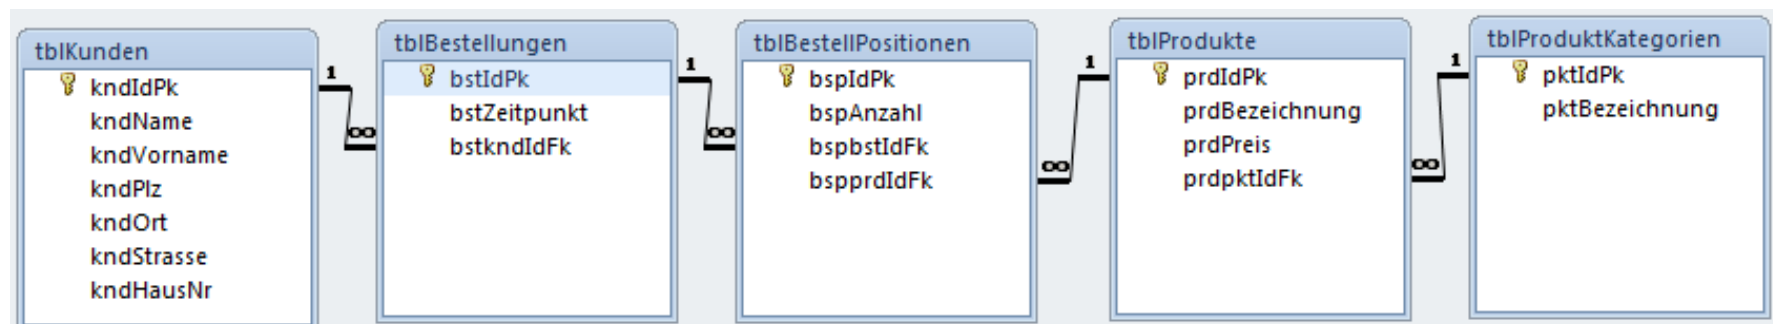 tblKunden
kndIdPk
kndName
kndVorname
kndPlz
kndOrt
kndStrasse
kndHausNr
1
∞
tblBestellungen
bstIdPk
bstZeitpunkt
bstkndIdFk
1
∞
tblBestellPositionen
bspIdPk
bspAnzahl
bspbstIdFk
bspprdIdFk
1
∞
tblProdukte
prdIdPk
prdBezeichnung
prdPreis
prdpktIdFk
1
∞
tblProduktKategorien
pktIdPk
pktBezeichnung